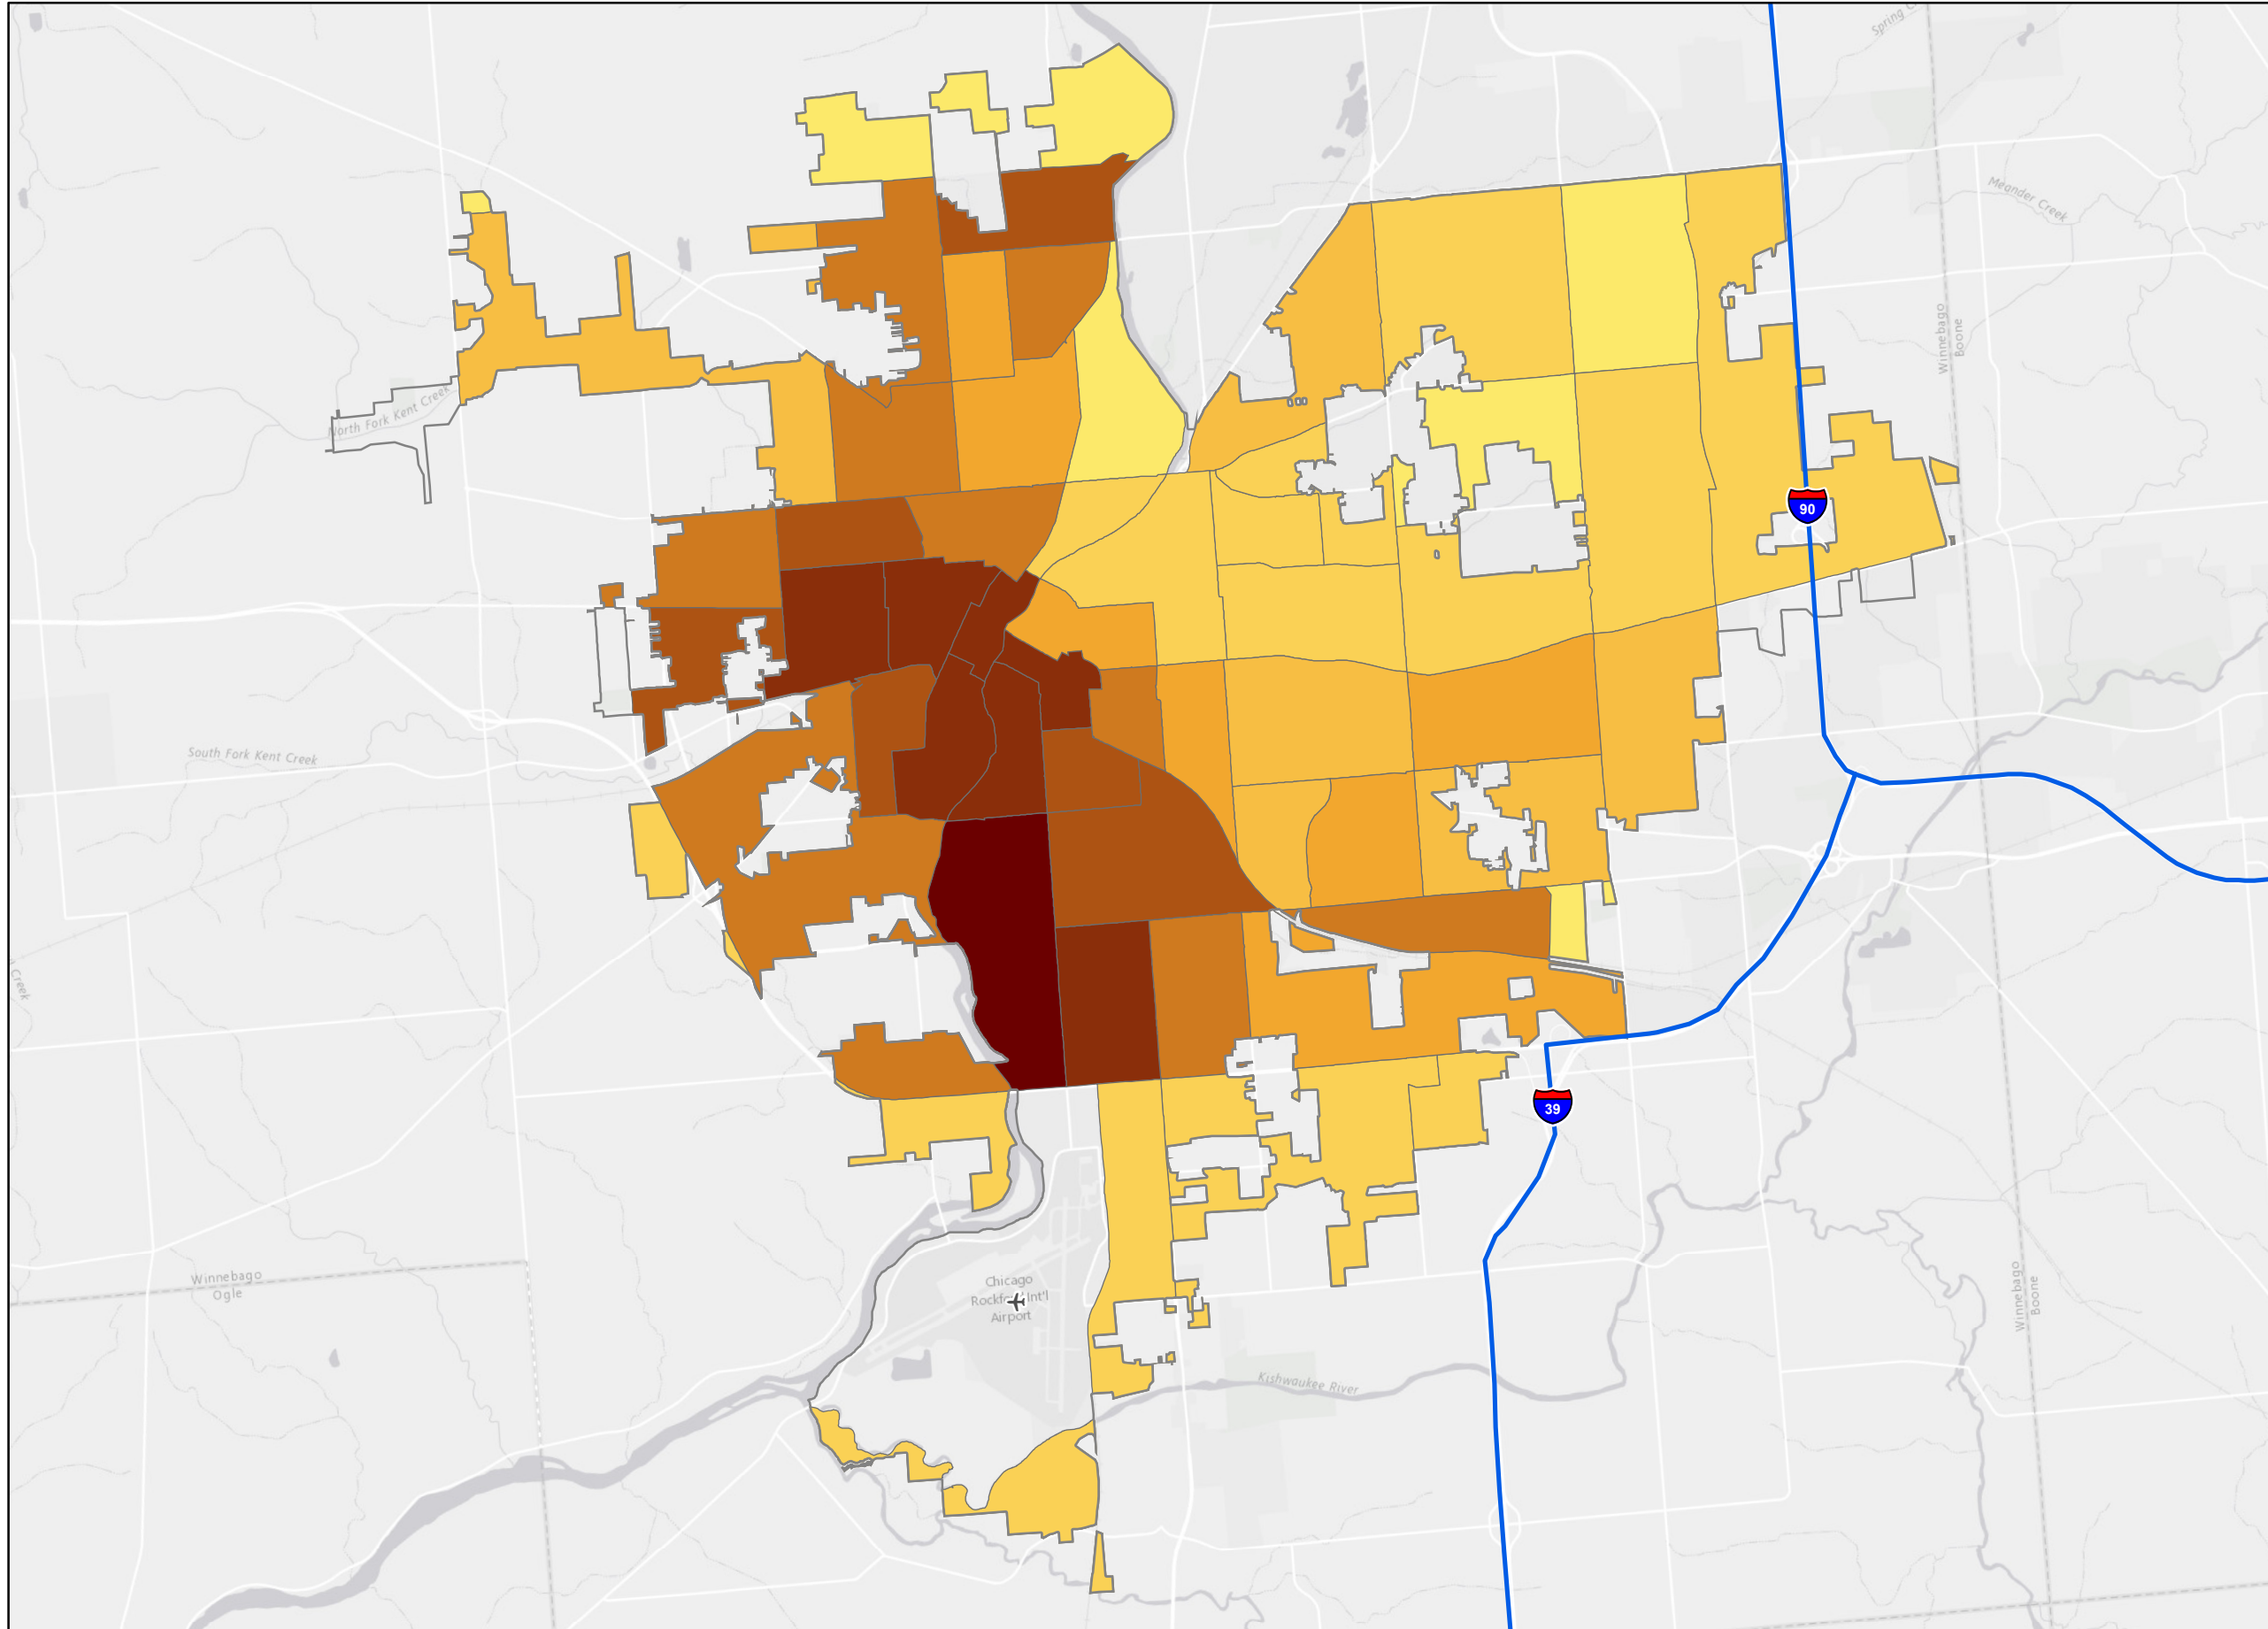 Spring C
Meander Creek
Winnebago
Boone
North Fork Kent Creek
90
South Fork Kent Creek
Creek
39
Winnebago
Ogle
Chicago
Rockford Int'l
Airport
Winnebago
Boone
Kishwaukee River